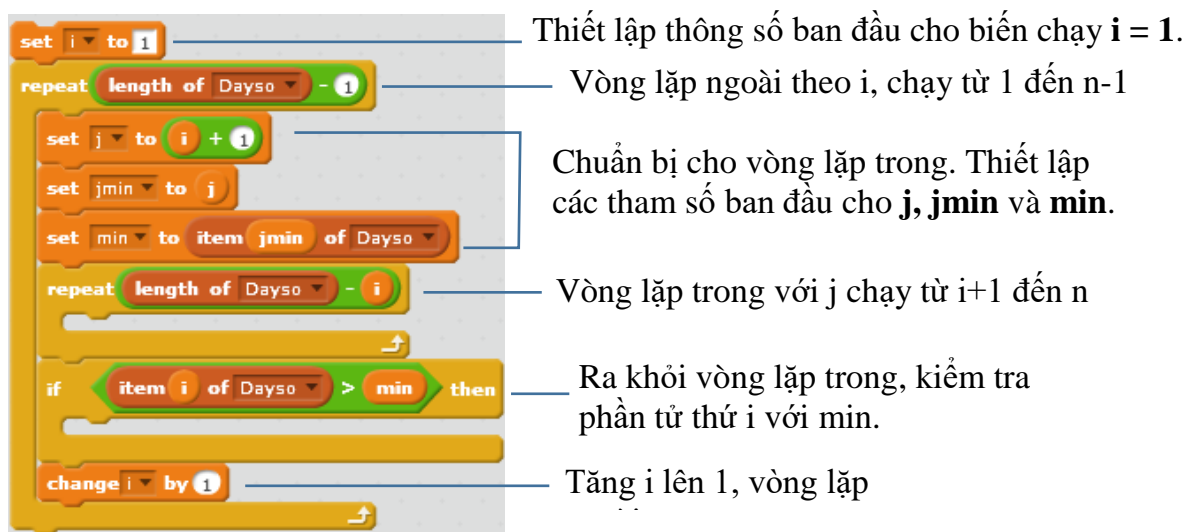 set i to 1
Thiết lập thông số ban đầu cho biến chạy i = 1.
repeat length of Dayso - 1
Vòng lặp ngoài theo i, chạy từ 1 đến n-1
set j to i + 1
set jmin to j
set min to item jmin of Dayso
Chuẩn bị cho vòng lặp trong. Thiết lập
các tham số ban đầu cho j, jmin và min.
repeat length of Dayso - i
Vòng lặp trong với j chạy từ i+1 đến n
if item i of Dayso > min then
Ra khỏi vòng lặp trong, kiểm tra
phần tử thứ i với min.
change i by 1
Tăng i lên 1, vòng lặp